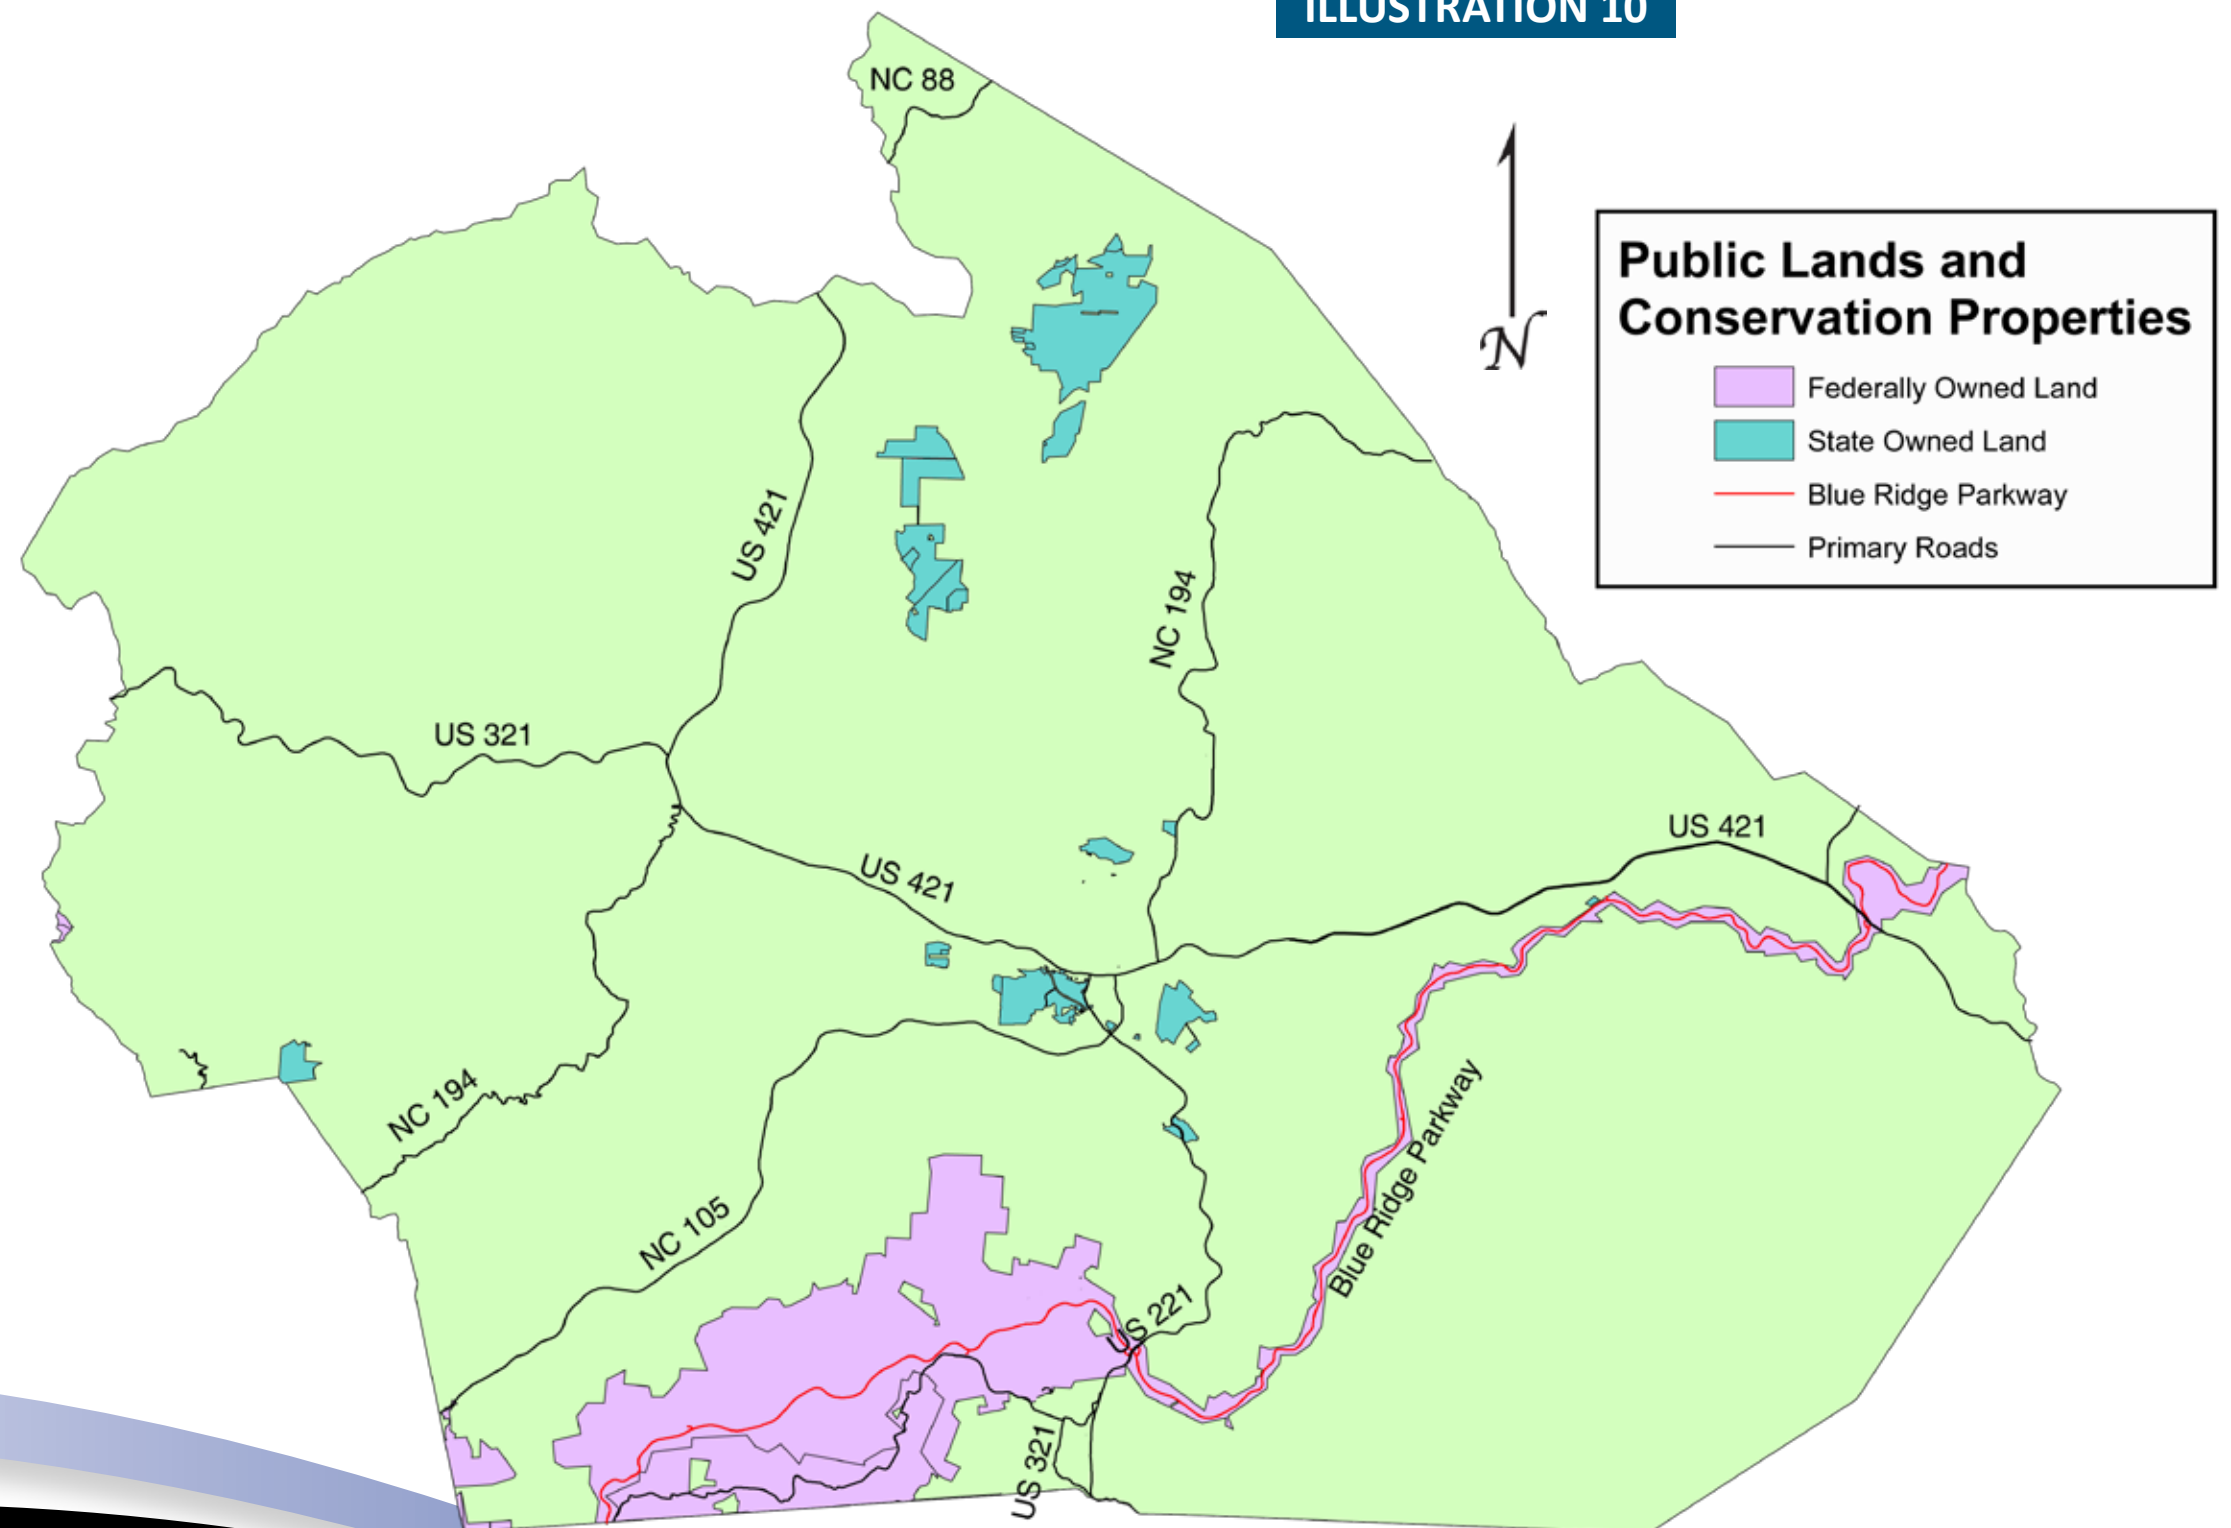 ILLUSTRATION 10
NC 88
N
Public Lands and
Conservation Properties
Federally Owned Land
State Owned Land
Blue Ridge Parkway
Primary Roads
US 421
NC 194
US 321
US 421
US 421
NC 194
Blue Ridge Parkway
NC 105
US 221
US 321